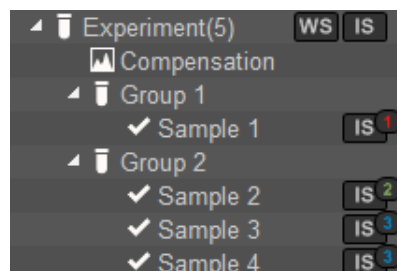 Experiment(5) WS IS
Compensation
Group 1
Sample 1 IS 1
Group 2
Sample 2 IS 2
Sample 3 IS 3
Sample 4 IS 3